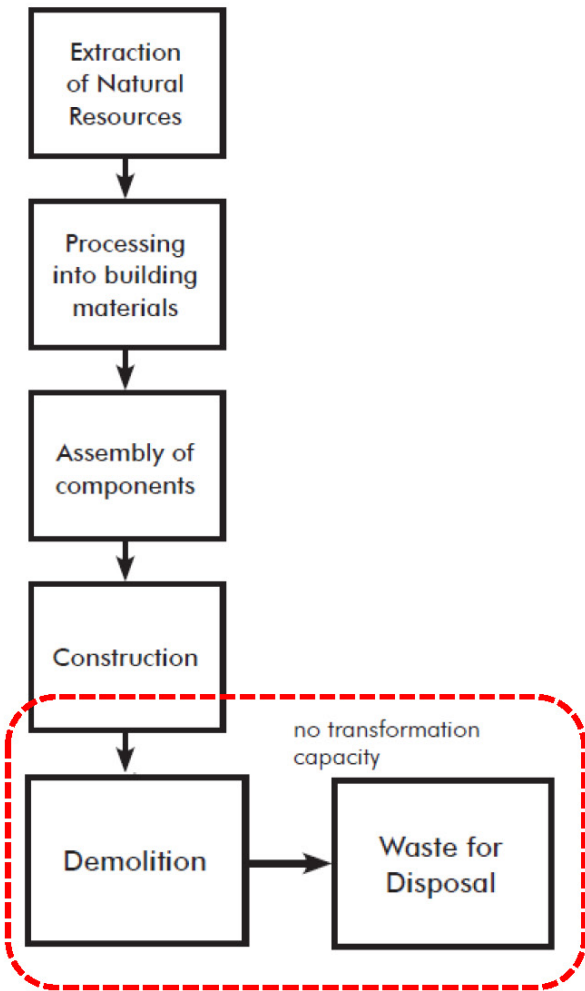 Extraction
of Natural
Resources
Processing
into building
materials
Assembly of
components
Construction
no transformation
capacity
Demolition
Waste for
Disposal